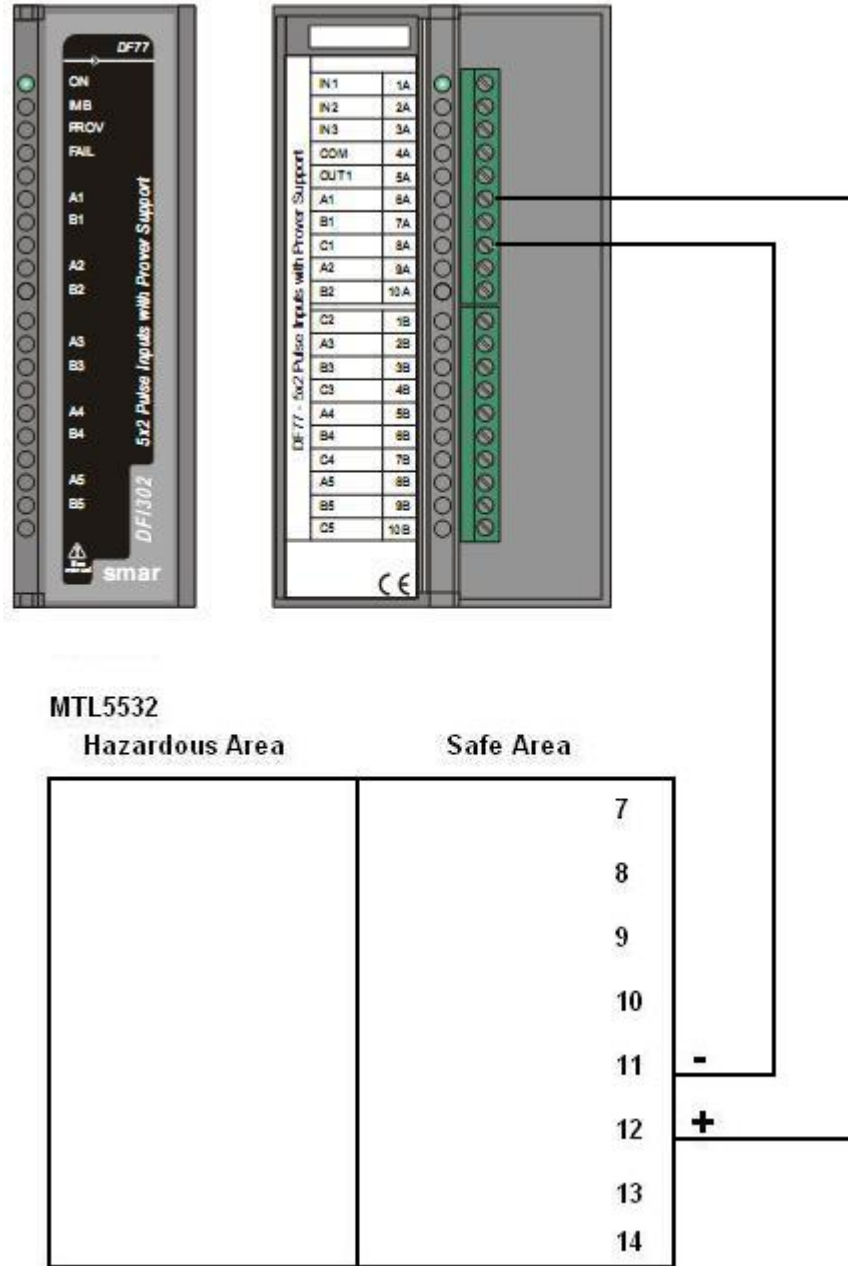 DF77
ON
IMB
PROV
FAIL
A1
B1
A2
B2
A3
B3
A4
B4
A5
B5
5x2 Pulse Inputs with Prover Support
DFI302
smar
DF77 - 5x2 Pulse Inputs with Prover Support
IN1 1A
IN2 2A
IN3 3A
COM 4A
OUT1 5A
A1 6A
B1 7A
C1 8A
A2 9A
B2 10A
C2 1B
A3 2B
B3 3B
C3 4B
A4 5B
B4 6B
C4 7B
A5 8B
B5 9B
C5 10B
CE
MTL5532
Hazardous Area Safe Area
7
8
9
10
11 -
12 +
13
14